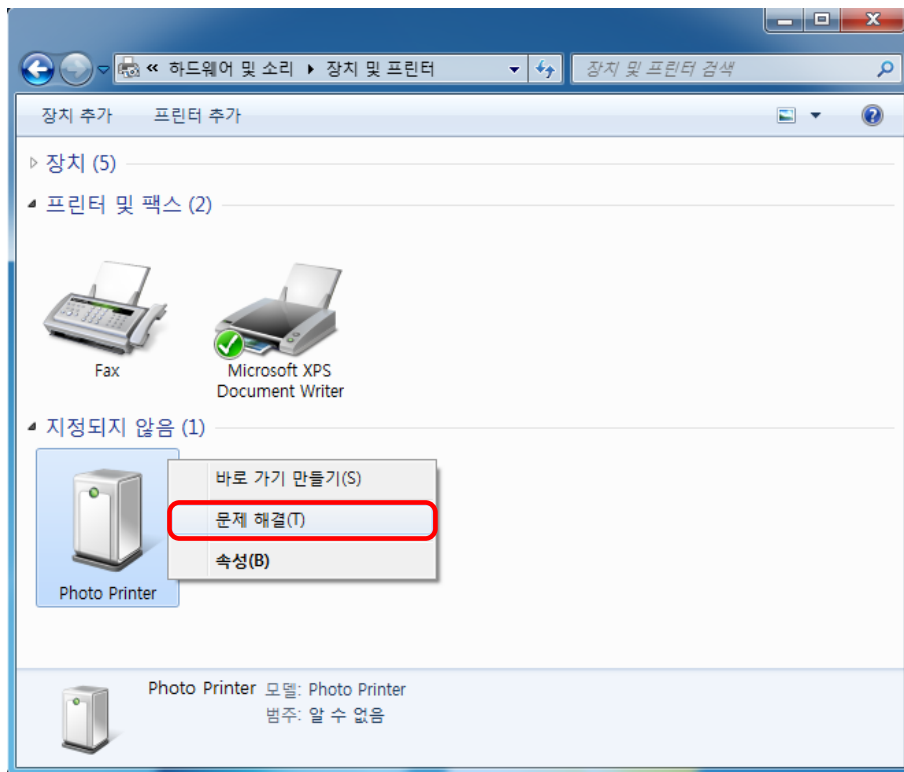 « 하드웨어 및 소리 ▸ 장치 및 프린터
장치 및 프린터 검색
장치 추가 프린터 추가
장치 (5)
프린터 및 팩스 (2)
Fax
Microsoft XPS
Document Writer
지정되지 않음 (1)
바로 가기 만들기(S)
문제 해결(T)
속성(B)
Photo Printer
Photo Printer 모델: Photo Printer
범주: 알 수 없음